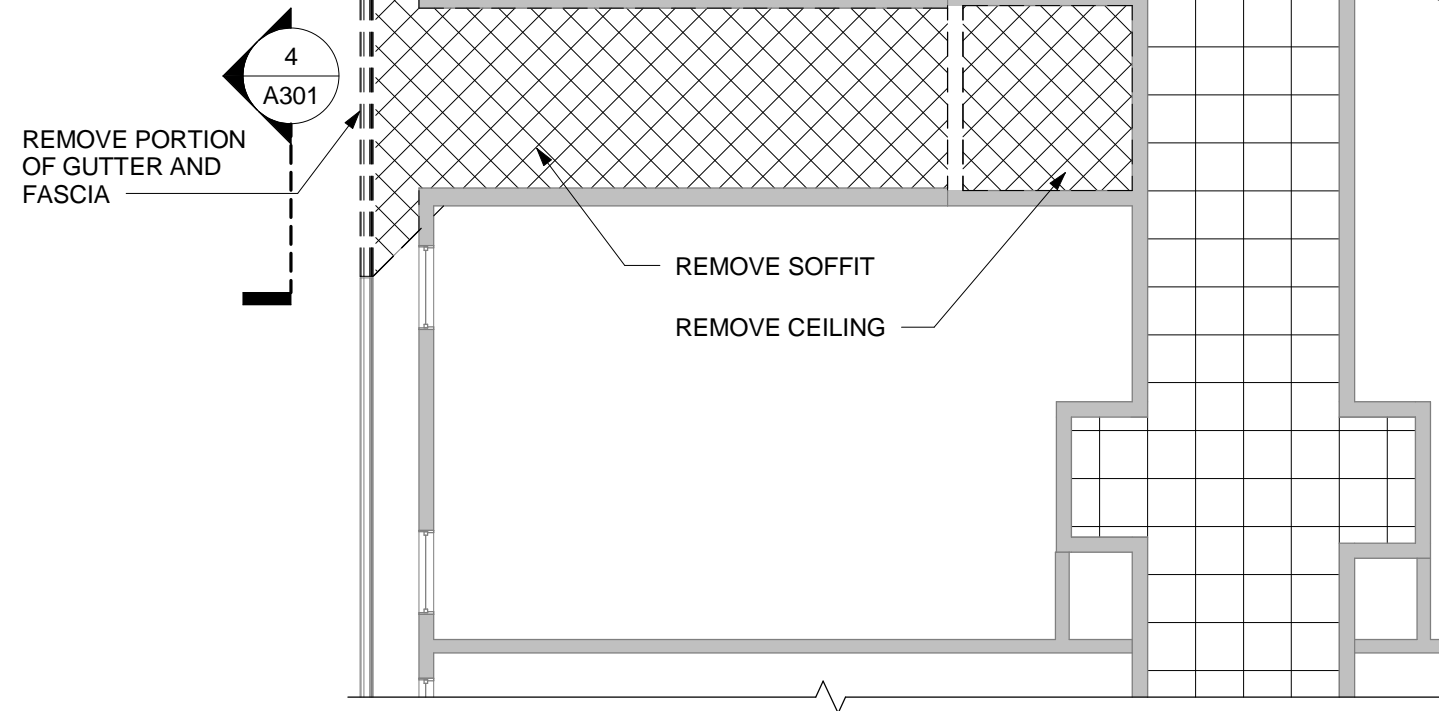 4
A301
REMOVE PORTION
OF GUTTER AND
FASCIA
REMOVE SOFFIT
REMOVE CEILING